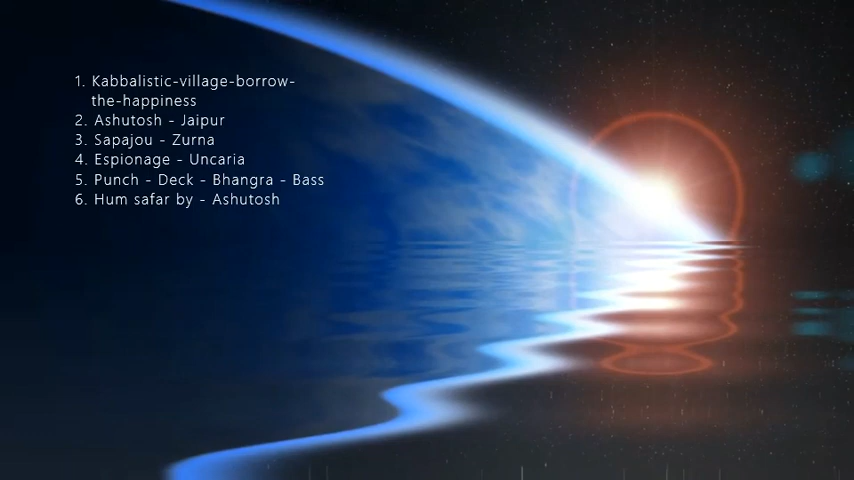 1. Kabbalistic-village-borrow-
the-happiness
2. Ashutosh - Jaipur
3. Sapajou - Zurna
4. Espionage - Uncaria
5. Punch - Deck - Bhangra - Bass
6. Hum safar by - Ashutosh